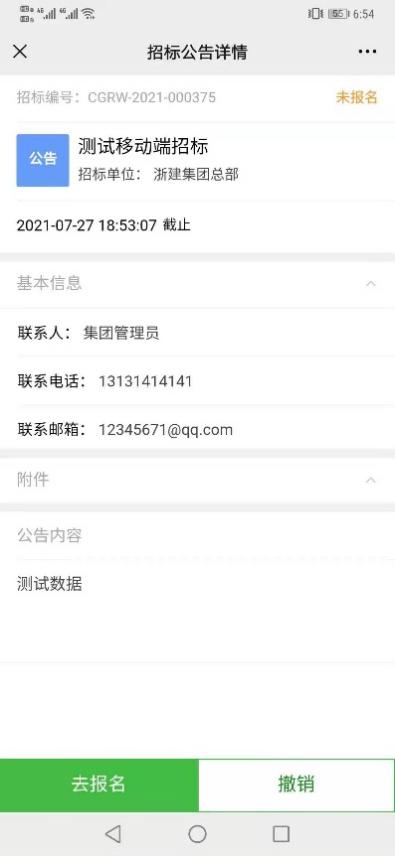 6:54
招标公告详情
招标编号：CGRW-2021-000375 未报名
公告
测试移动端招标
招标单位： 浙建集团总部
2021-07-27 18:53:07 截止
基本信息
联系人： 集团管理员
联系电话： 13131414141
联系邮箱： 12345671@qq.com
附件
公告内容
测试数据
去报名 撤销